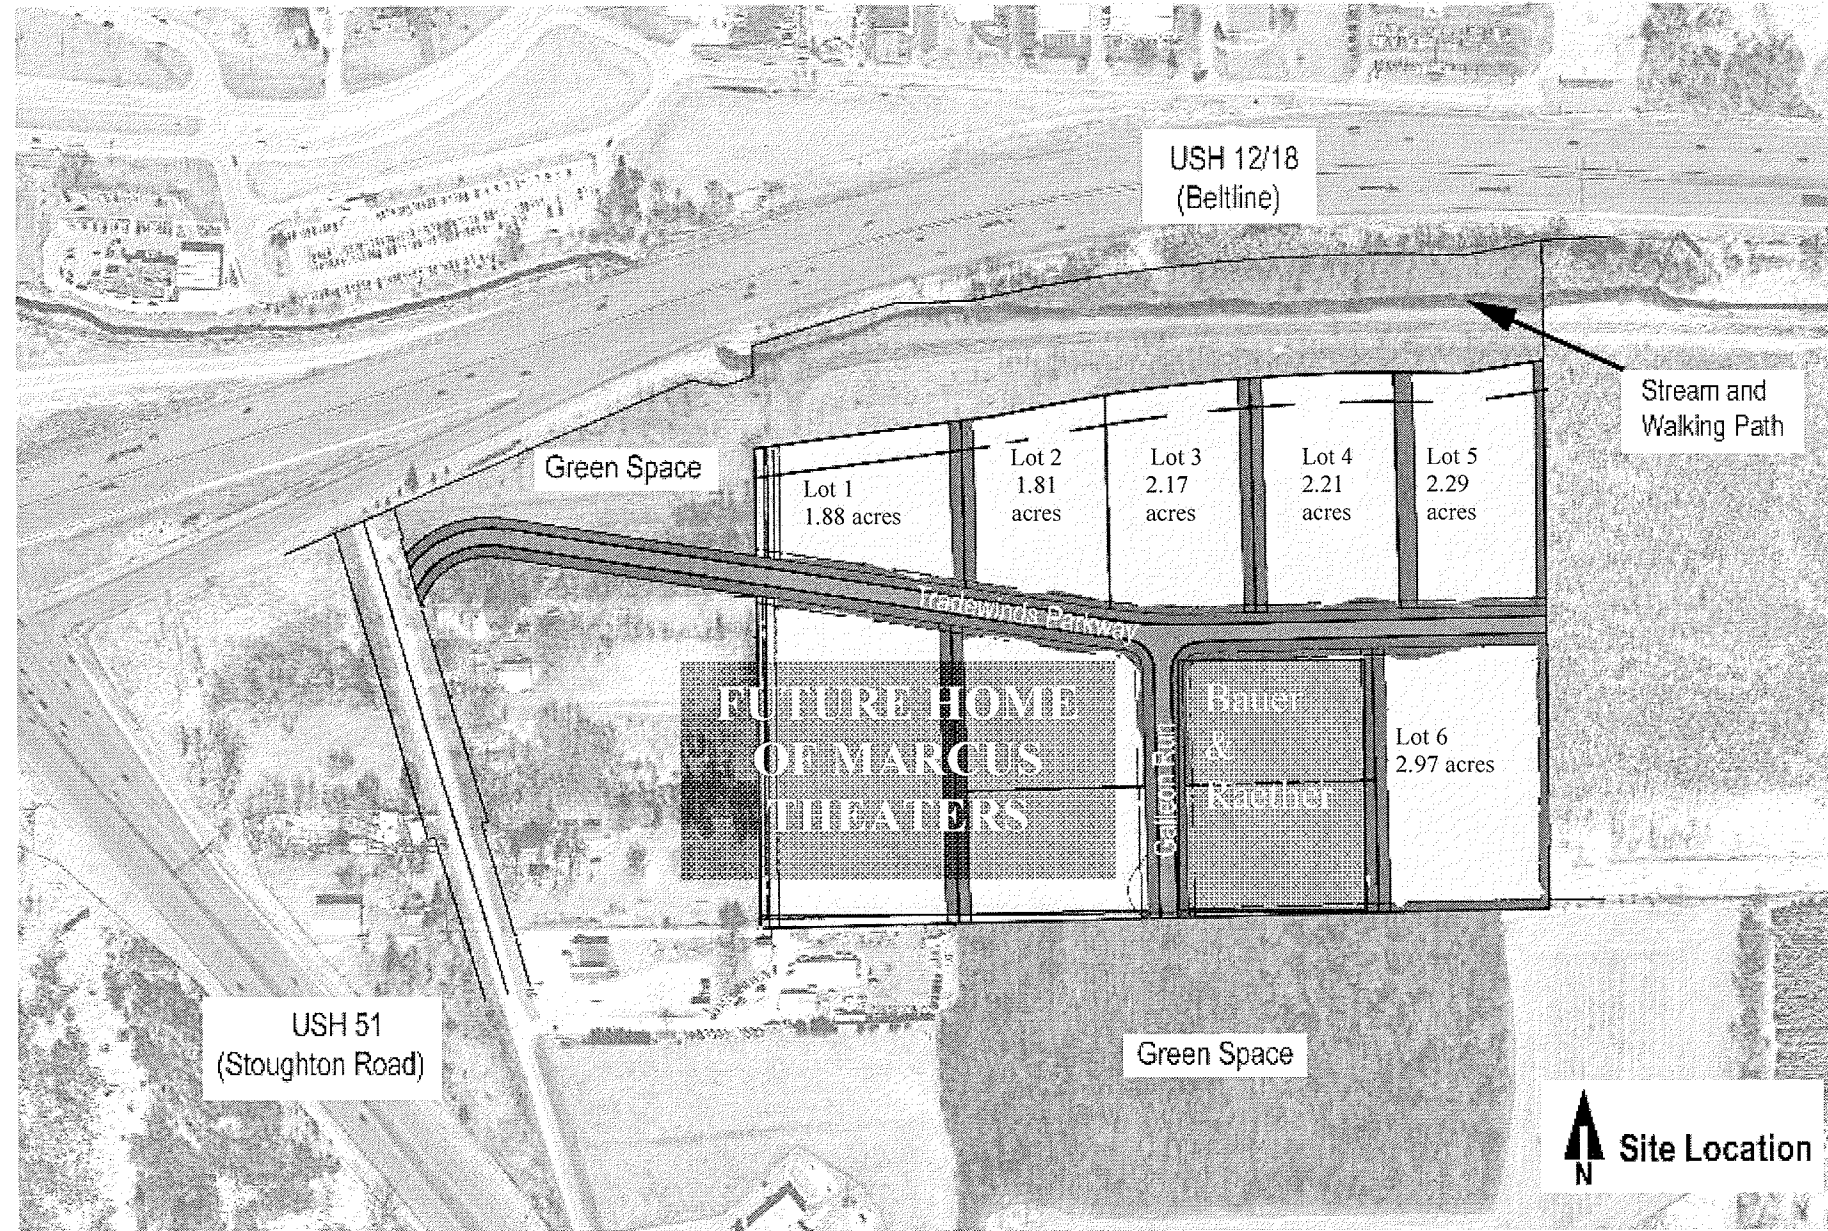 USH 12/18
(Beltline)
Stream and
Walking Path
Green Space
Lot 1
1.88 acres
Lot 2
1.81
acres
Lot 3
2.17
acres
Lot 4
2.21
acres
Lot 5
2.29
acres
Tradewinds Parkway
FUTURE HOME
OF MARCUS
THEATERS
Galleon Run
Bauer
&
Raether
Lot 6
2.97 acres
USH 51
(Stoughton Road)
Green Space
N
Site Location